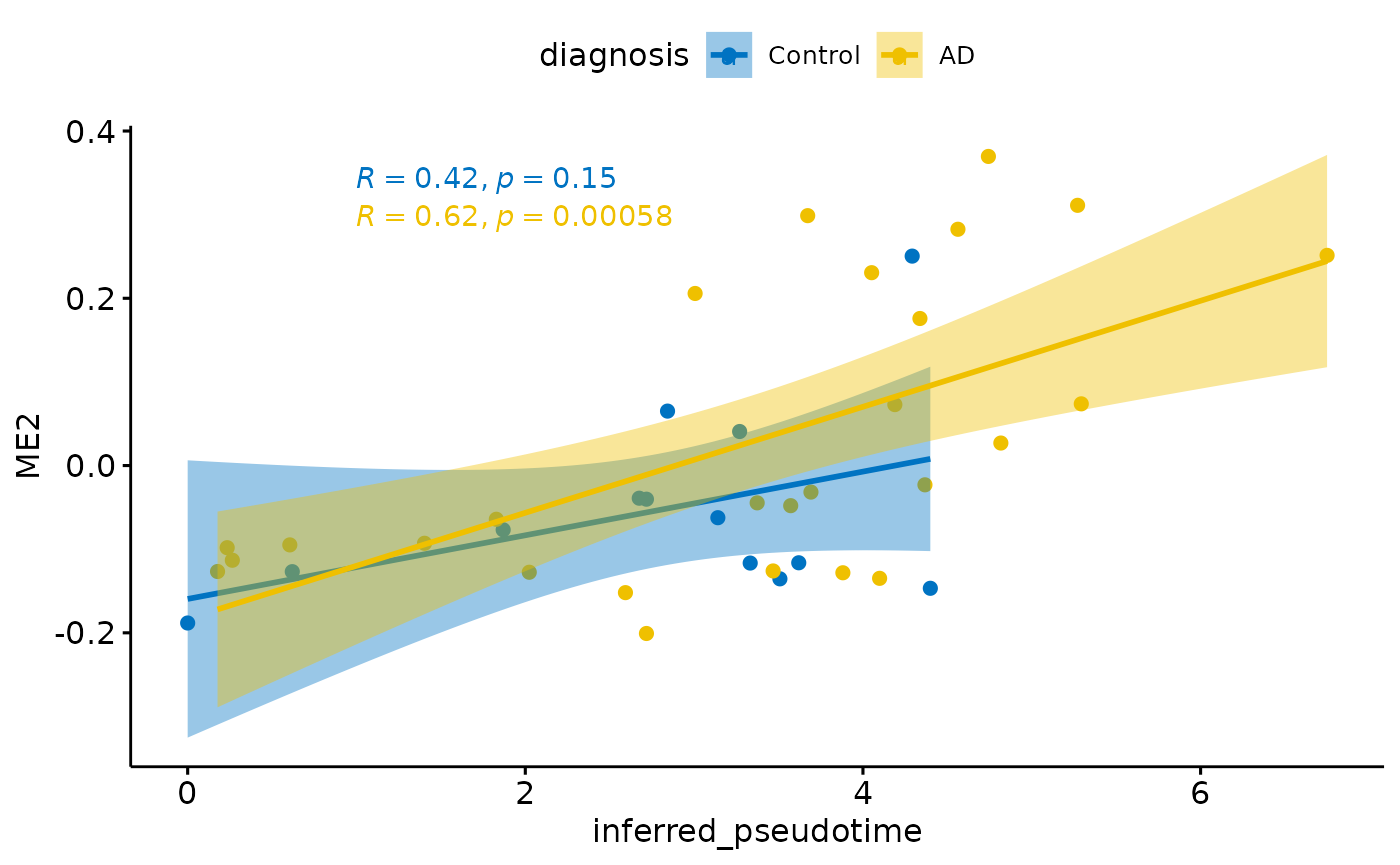 diagnosis Control AD
0.4
R = 0.42, p = 0.15
R = 0.62, p = 0.00058
0.2
ME2
0.0
-0.2
0 2 4 6
inferred_pseudotime